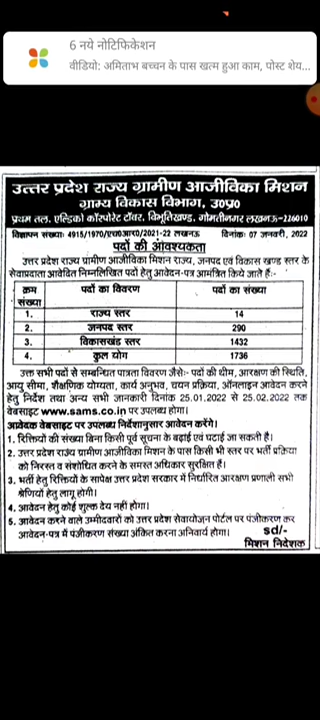 6 नये नोटिफिकेशन
वीडियो: अमिताभ बच्चन के पास खत्म हुआ काम, पोस्ट शेय...
उत्तर प्रदेश राज्य ग्रामीण आजीविका मिशन
ग्राम्य विकास विभाग, उ0प्र0
प्रथम तल, एल्डिको कॉरपोरेट टॉवर, विभूतिखण्ड, गोमतीनगर लखनऊ-226010
विज्ञापन संख्याः 4915/1970/एच0आर0/2021-22 लखनऊ दिनांकः 07 जनवरी, 2022
पदों की आवश्यकता
उत्तर प्रदेश राज्य ग्रामीण आजीविका मिशन राज्य, जनपद एवं विकास खण्ड स्तर के
सेवाप्रदाता आवेदित निम्नलिखित पदों हेतु आवेदन-पत्र आमंत्रित किये जाते हैं:-
क्रम संख्या पदों का विवरण पदों का संख्या
1. राज्य स्तर 14
2. जनपद स्तर 290
3. विकासखंड स्तर 1432
4. कुल योग 1736
उक्त सभी पदों से सम्बन्धित पात्रता विवरण जैसेः- पदों की थीम, आरक्षण की स्थिति,
आयु सीमा, शैक्षणिक योग्यता, कार्य अनुभव, चयन प्रक्रिया, ऑनलाइन आवेदन करने
हेतु निर्देश तथा अन्य सभी जानकारी दिनांक 25.01.2022 से 25.02.2022 तक
वेबसाइट www.sams.co.in पर उपलब्ध होगा।
आवेदक वेबसाइट पर उपलब्ध निर्देशानुसार आवेदन करेंगे।
1. रिक्तियों की संख्या बिना किसी पूर्व सूचना के बढ़ाई एवं घटाई जा सकती है।
2. उत्तर प्रदेश राज्य ग्रामीण आजीविका मिशन के पास किसी भी स्तर पर भर्ती प्रक्रिया
को निरस्त व संशोधित करने के समस्त अधिकार सुरक्षित है।
3. भर्ती हेतु रिक्तियों के सापेक्ष उत्तर प्रदेश सरकार में निर्धारित आरक्षण प्रणाली सभी
श्रेणियों हेतु लागू होगी।
4. आवेदन हेतु कोई शुल्क देय नहीं होगा।
5. आवेदन करने वाले उम्मीदवारों को उत्तर प्रदेश सेवायोजन पोर्टल पर पंजीकरण कर
आवेदन-पत्र में पंजीकरण संख्या अंकित करना अनिवार्य होगा। sd/-
मिशन निदेशक